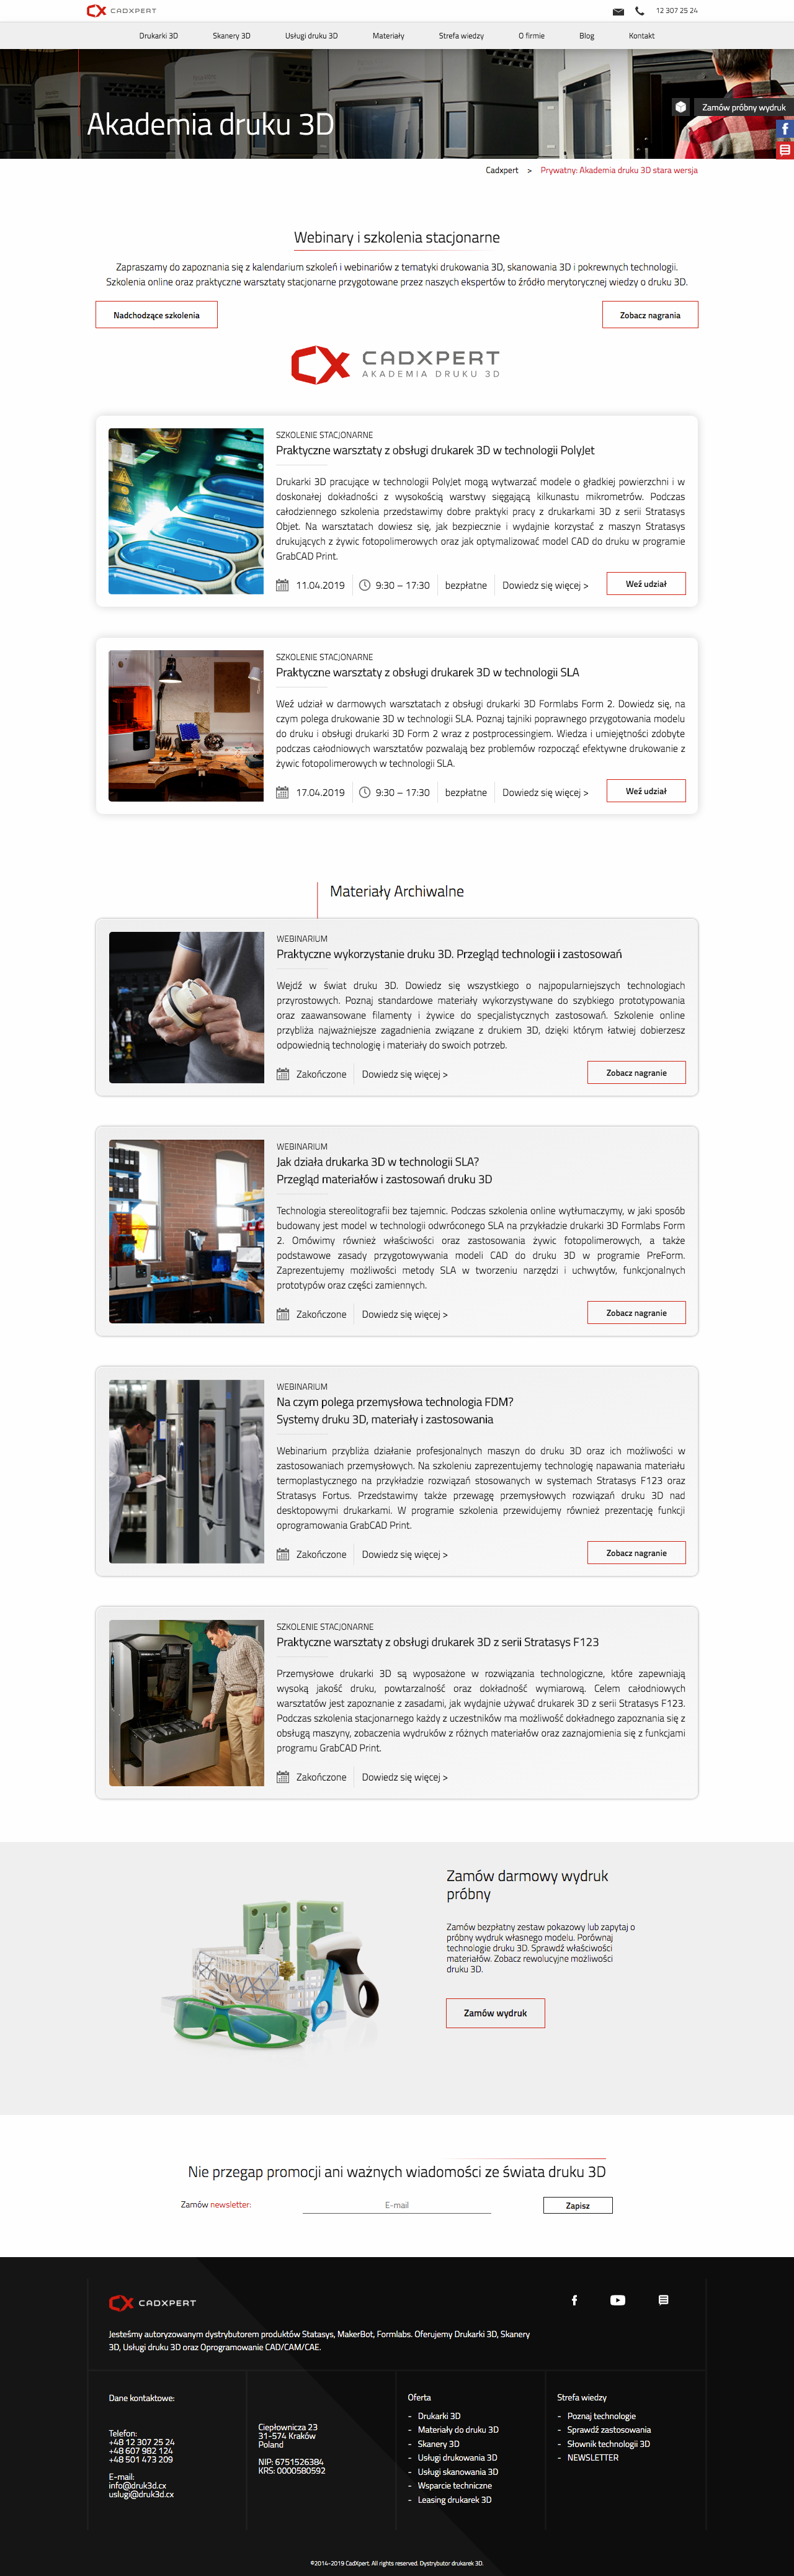 CADXPERT
12 307 25 24
Drukarki 3D Skanery 3D Usługi druku 3D Materiały Strefa wiedzy O firmie Blog Kontakt
Zamów próbny wydruk
Akademia druku 3D
Cadxpert > Prywatny: Akademia druku 3D stara wersja
Webinary i szkolenia stacjonarne
Zapraszamy do zapoznania się z kalendarium szkoleń i webinariów z tematyki drukowania 3D, skanowania 3D i pokrewnych technologii.
Szkolenia online oraz praktyczne warsztaty stacjonarne przygotowane przez naszych ekspertów to źródło merytorycznej wiedzy o druku 3D.
Nadchodzące szkolenia
Zobacz nagrania
CADXPERT
AKADEMIA DRUKU 3D
SZKOLENIE STACJONARNE
Praktyczne warsztaty z obsługi drukarek 3D w technologii PolyJet
Drukarki 3D pracujące w technologii PolyJet mogą wytwarzać modele o gładkiej powierzchni i w
doskonałej dokładności z wysokością warstwy sięgającą kilkunastu mikrometrów. Podczas
całodziennego szkolenia przedstawimy dobre praktyki pracy z drukarkami 3D z serii Stratasys
Objet. Na warsztatach dowiesz się, jak bezpiecznie i wydajnie korzystać z maszyn Stratasys
drukujących z żywic fotopolimerowych oraz jak optymalizować model CAD do druku w programie
GrabCAD Print.
11.04.2019 9:30 – 17:30 bezpłatne Dowiedz się więcej > Weź udział
SZKOLENIE STACJONARNE
Praktyczne warsztaty z obsługi drukarek 3D w technologii SLA
Weź udział w darmowych warsztatach z obsługi drukarki 3D Formlabs Form 2. Dowiedz się, na
czym polega drukowanie 3D w technologii SLA. Poznaj tajniki poprawnego przygotowania modelu
do druku i obsługi drukarki 3D Form 2 wraz z postprocessingiem. Wiedza i umiejętności zdobyte
podczas całodniowych warsztatów pozwalają bez problemów rozpocząć efektywne drukowanie z
żywic fotopolimerowych w technologii SLA.
17.04.2019 9:30 – 17:30 bezpłatne Dowiedz się więcej > Weź udział
Materiały Archiwalne
WEBINARIUM
Praktyczne wykorzystanie druku 3D. Przegląd technologii i zastosowań
Wejdź w świat druku 3D. Dowiedz się wszystkiego o najpopularniejszych technologiach
przyrostowych. Poznaj standardowe materiały wykorzystywane do szybkiego prototypowania
oraz zaawansowane filamenty i żywice do specjalistycznych zastosowań. Szkolenie online
przybliża najważniejsze zagadnienia związane z drukiem 3D, dzięki którym łatwiej dobierzesz
odpowiednią technologię i materiały do swoich potrzeb.
Zakończone Dowiedz się więcej > Zobacz nagranie
WEBINARIUM
Jak działa drukarka 3D w technologii SLA?
Przegląd materiałów i zastosowań druku 3D
Technologia stereolitografii bez tajemnic. Podczas szkolenia online wytłumaczymy, w jaki sposób
budowany jest model w technologii odwróconego SLA na przykładzie drukarki 3D Formlabs Form
2. Omówimy również właściwości oraz zastosowania żywic fotopolimerowych, a także
podstawowe zasady przygotowywania modeli CAD do druku 3D w programie PreForm.
Zaprezentujemy możliwości metody SLA w tworzeniu narzędzi i uchwytów, funkcjonalnych
prototypów oraz części zamiennych.
Zakończone Dowiedz się więcej > Zobacz nagranie
WEBINARIUM
Na czym polega przemysłowa technologia FDM?
Systemy druku 3D, materiały i zastosowania
Webinarium przybliża działanie profesjonalnych maszyn do druku 3D oraz ich możliwości w
zastosowaniach przemysłowych. Na szkoleniu zaprezentujemy technologię napawania materiału
termoplastycznego na przykładzie rozwiązań stosowanych w systemach Stratasys F123 oraz
Stratasys Fortus. Przedstawimy także przewagę przemysłowych rozwiązań druku 3D nad
desktopowymi drukarkami. W programie szkolenia przewidujemy również prezentację funkcji
oprogramowania GrabCAD Print.
Zakończone Dowiedz się więcej > Zobacz nagranie
SZKOLENIE STACJONARNE
Praktyczne warsztaty z obsługi drukarek 3D z serii Stratasys F123
Przemysłowe drukarki 3D są wyposażone w rozwiązania technologiczne, które zapewniają
wysoką jakość druku, powtarzalność oraz dokładność wymiarową. Celem całodniowych
warsztatów jest zapoznanie z zasadami, jak wydajnie używać drukarek 3D z serii Stratasys F123.
Podczas szkolenia stacjonarnego każdy z uczestników ma możliwość dokładnego zapoznania się z
obsługą maszyny, zobaczenia wydruków z różnych materiałów oraz zaznajomienia się z funkcjami
programu GrabCAD Print.
Zakończone Dowiedz się więcej >
Zamów darmowy wydruk
próbny
Zamów bezpłatny zestaw pokazowy lub zapytaj o
próbny wydruk własnego modelu. Porównaj
technologie druku 3D. Sprawdź właściwości
materiałów. Zobacz rewolucyjne możliwości
druku 3D.
Zamów wydruk
Nie przegap promocji ani ważnych wiadomości ze świata druku 3D
Zamów newsletter: E-mail Zapisz
CADXPERT
Jesteśmy autoryzowanym dystrybutorem produktów Statasys, MakerBot, Formlabs. Oferujemy Drukarki 3D, Skanery
3D, Usługi druku 3D oraz Oprogramowanie CAD/CAM/CAE.
Dane kontaktowe:
Telefon:
+48 12 307 25 24
+48 607 982 124
+48 501 473 209
E-mail:
info@druk3d.cx
uslugi@druk3d.cx
Ciepłownicza 23
31-574 Kraków
Poland
NIP: 6751526384
KRS: 0000580592
Oferta
- Drukarki 3D
- Materiały do druku 3D
- Skanery 3D
- Usługi drukowania 3D
- Usługi skanowania 3D
- Wsparcie techniczne
- Leasing drukarek 3D
Strefa wiedzy
- Poznaj technologie
- Sprawdź zastosowania
- Słownik technologii 3D
- NEWSLETTER
©2014-2019 CadXpert. All rights reserved. Dystrybutor drukarek 3D.